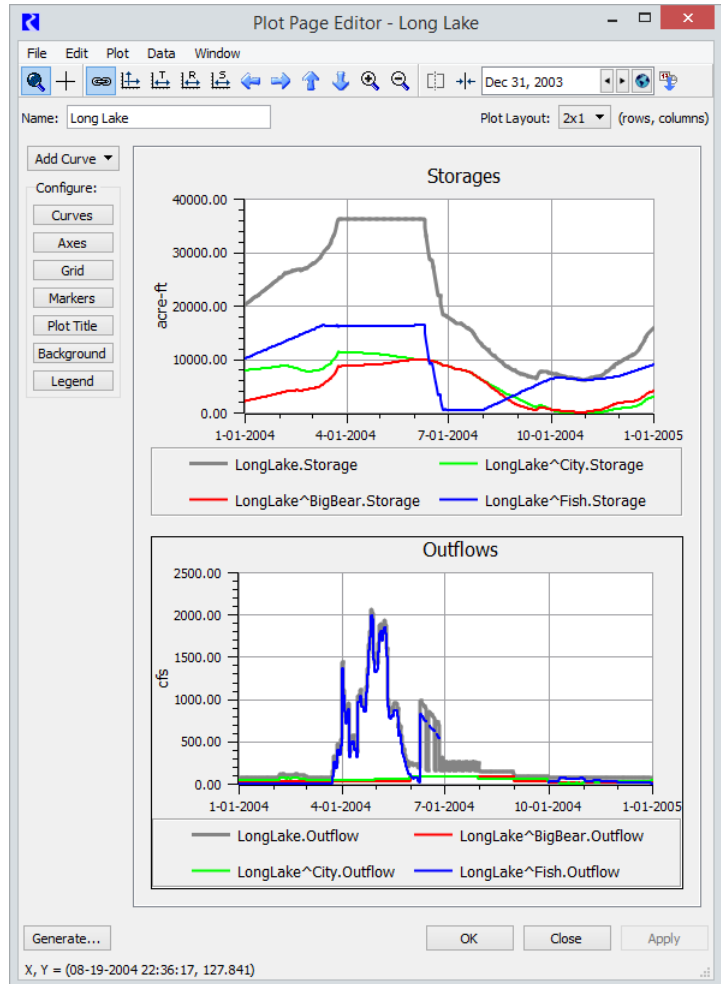 Plot Page Editor - Long Lake
File Edit Plot Data Window
T R S Dec 31, 2003
Name: Long Lake Plot Layout: 2x1 (rows, columns)
Add Curve
Configure:
Curves
Axes
Grid
Markers
Plot Title
Background
Legend
Storages
40000.00
30000.00
20000.00
10000.00
0.00
acre-ft
1-01-2004 4-01-2004 7-01-2004 10-01-2004 1-01-2005
LongLake.Storage LongLake^City.Storage
LongLake^BigBear.Storage LongLake^Fish.Storage
Outflows
2500.00
2000.00
1500.00
1000.00
500.00
0.00
cfs
1-01-2004 4-01-2004 7-01-2004 10-01-2004 1-01-2005
LongLake.Outflow LongLake^BigBear.Outflow
LongLake^City.Outflow LongLake^Fish.Outflow
Generate... OK Close Apply
X, Y = (08-19-2004 22:36:17, 127.841)